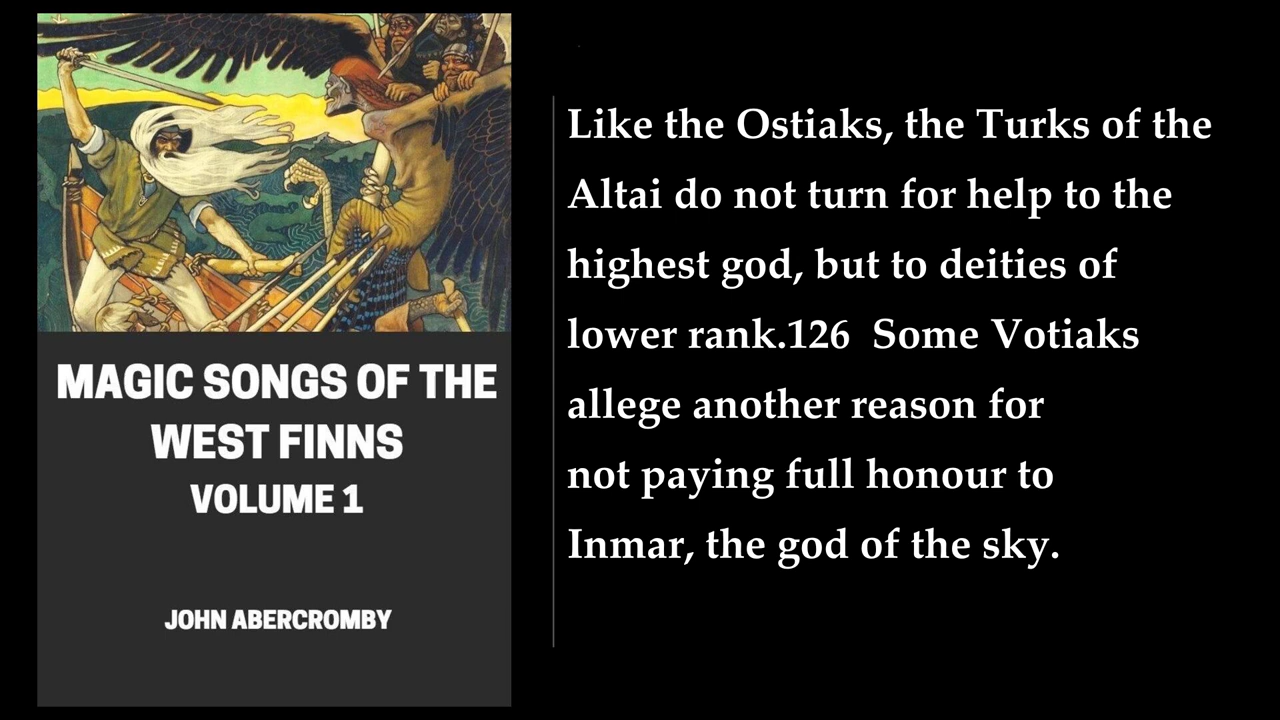 MAGIC SONGS OF THE
WEST FINNS
VOLUME 1
JOHN ABERCROMBY
Like the Ostiaks, the Turks of the
Altai do not turn for help to the
highest god, but to deities of
lower rank.126  Some Votiaks
allege another reason for
not paying full honour to
Inmar, the god of the sky.